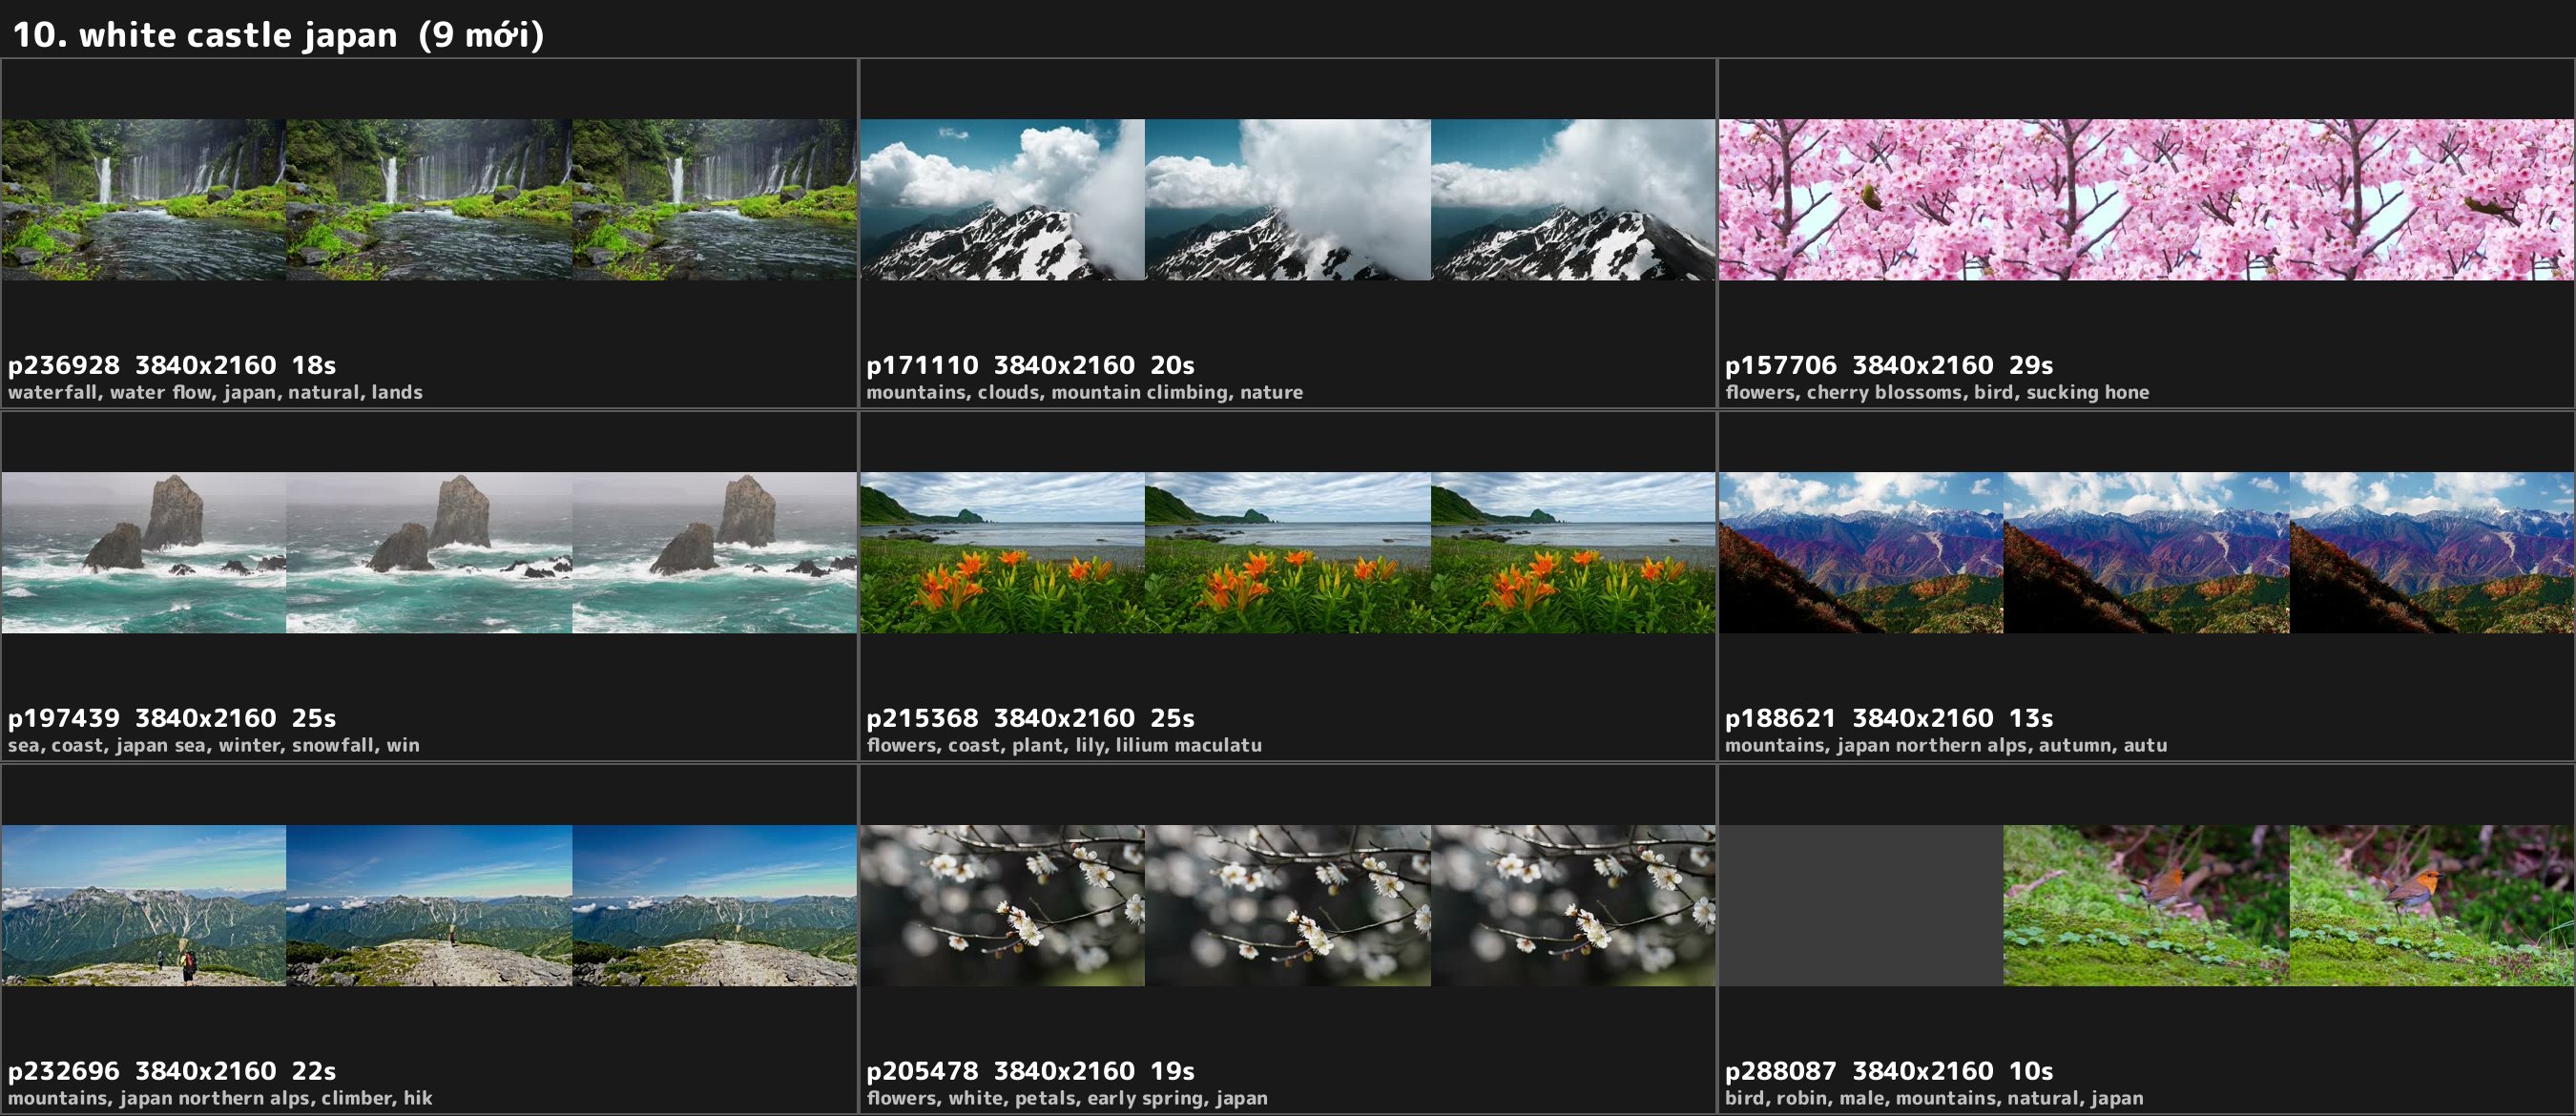 10. white castle japan (9 mới)
p236928 3840x2160 18s
waterfall, water flow, japan, natural, lands
p171110 3840x2160 20s
mountains, clouds, mountain climbing, nature
p157706 3840x2160 29s
flowers, cherry blossoms, bird, sucking hone
p197439 3840x2160 25s
sea, coast, japan sea, winter, snowfall, win
p215368 3840x2160 25s
flowers, coast, plant, lily, lilium maculatu
p188621 3840x2160 13s
mountains, japan northern alps, autumn, autu
p232696 3840x2160 22s
mountains, japan northern alps, climber, hik
p205478 3840x2160 19s
flowers, white, petals, early spring, japan
p288087 3840x2160 10s
bird, robin, male, mountains, natural, japan